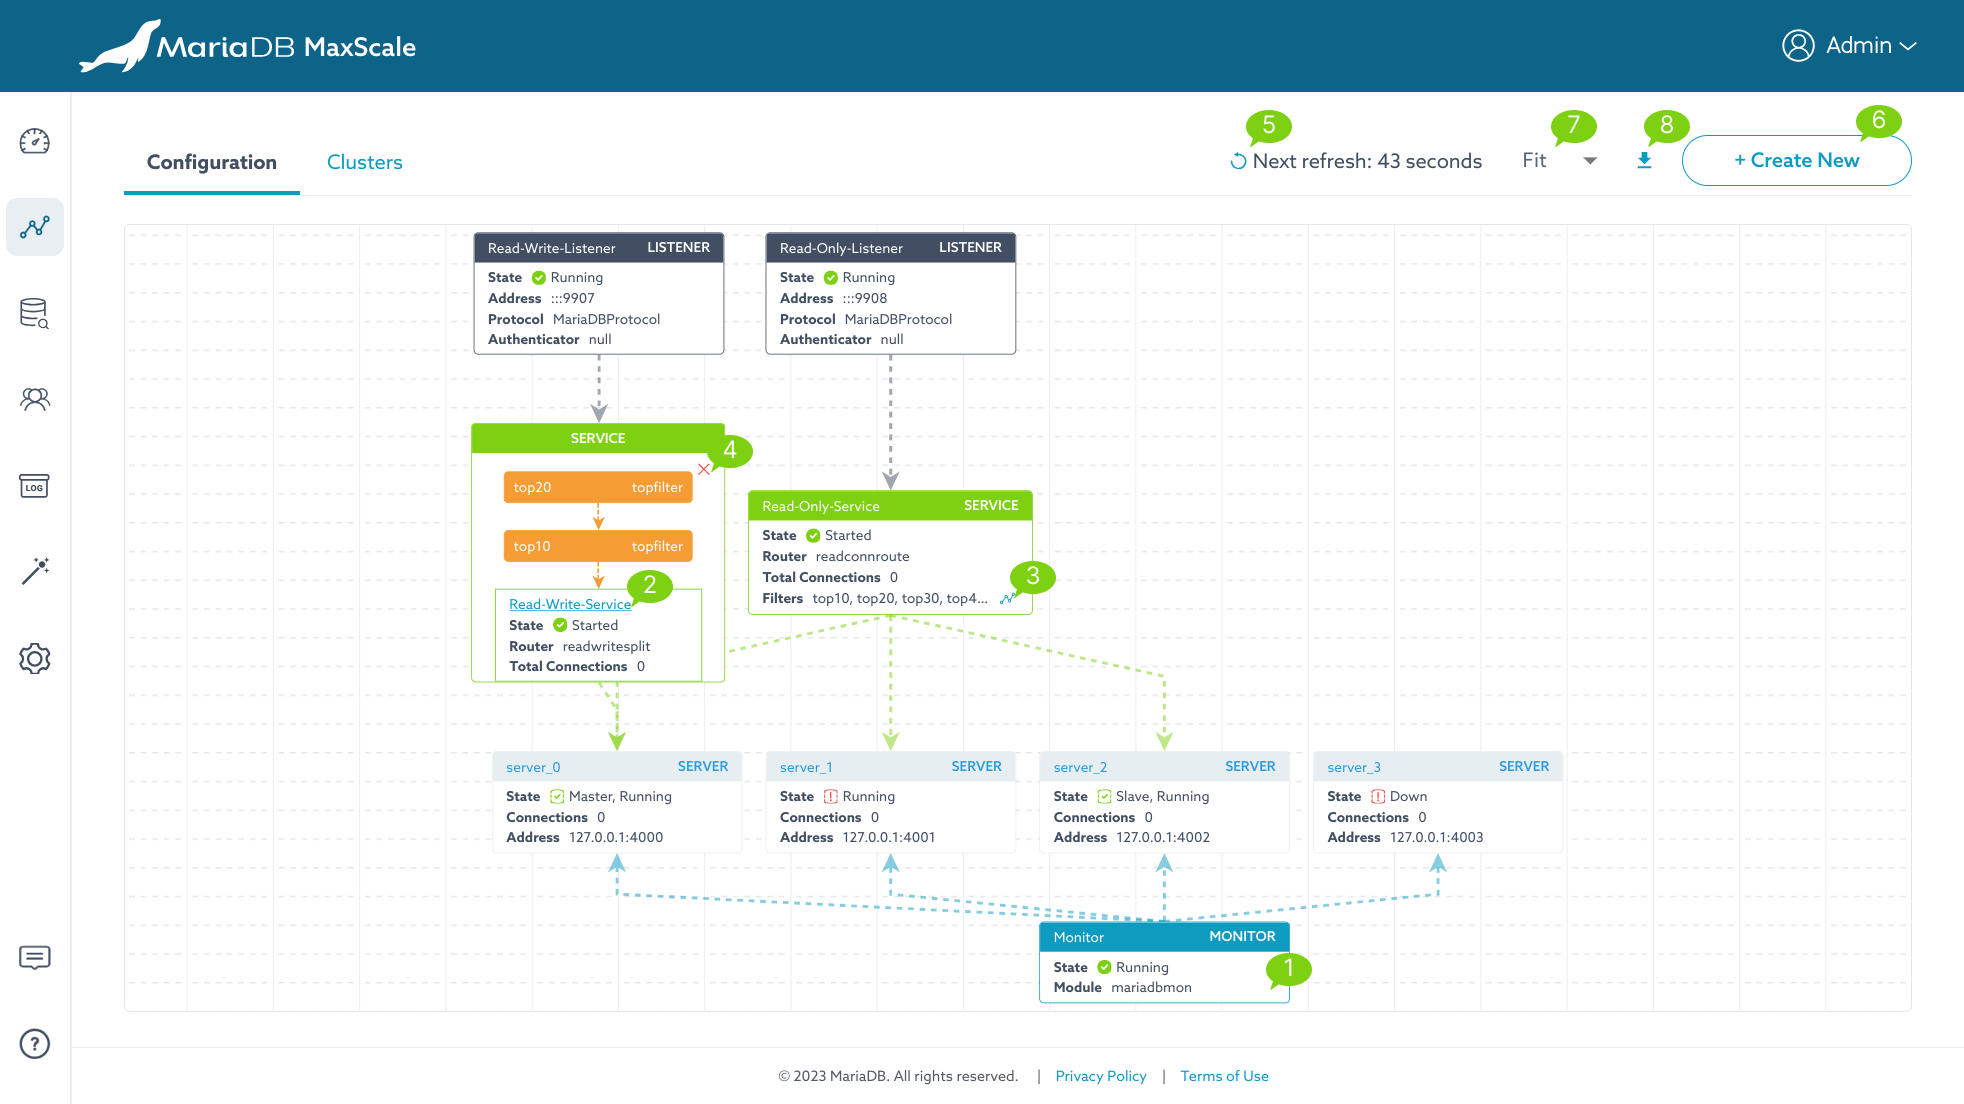 MariaDB MaxScale
Admin
5
7
8
6
Configuration
Clusters
Next refresh: 43 seconds
Fit
+ Create New
Read-Write-Listener LISTENER
State Running
Address :::9907
Protocol MariaDBProtocol
Authenticator null
Read-Only-Listener LISTENER
State Running
Address :::9908
Protocol MariaDBProtocol
Authenticator null
SERVICE
4
top20 topfilter
top10 topfilter
2
Read-Write-Service
State Started
Router readwritesplit
Total Connections 0
Read-Only-Service SERVICE
State Started
Router readconnroute
Total Connections 0
3
Filters top10, top20, top30, top4...
LOG
server_0 SERVER
State Master, Running
Connections 0
Address 127.0.0.1:4000
server_1 SERVER
State Running
Connections 0
Address 127.0.0.1:4001
server_2 SERVER
State Slave, Running
Connections 0
Address 127.0.0.1:4002
server_3 SERVER
State Down
Connections 0
Address 127.0.0.1:4003
Monitor MONITOR
State Running
1
Module mariadbmon
?
© 2023 MariaDB. All rights reserved. | Privacy Policy | Terms of Use